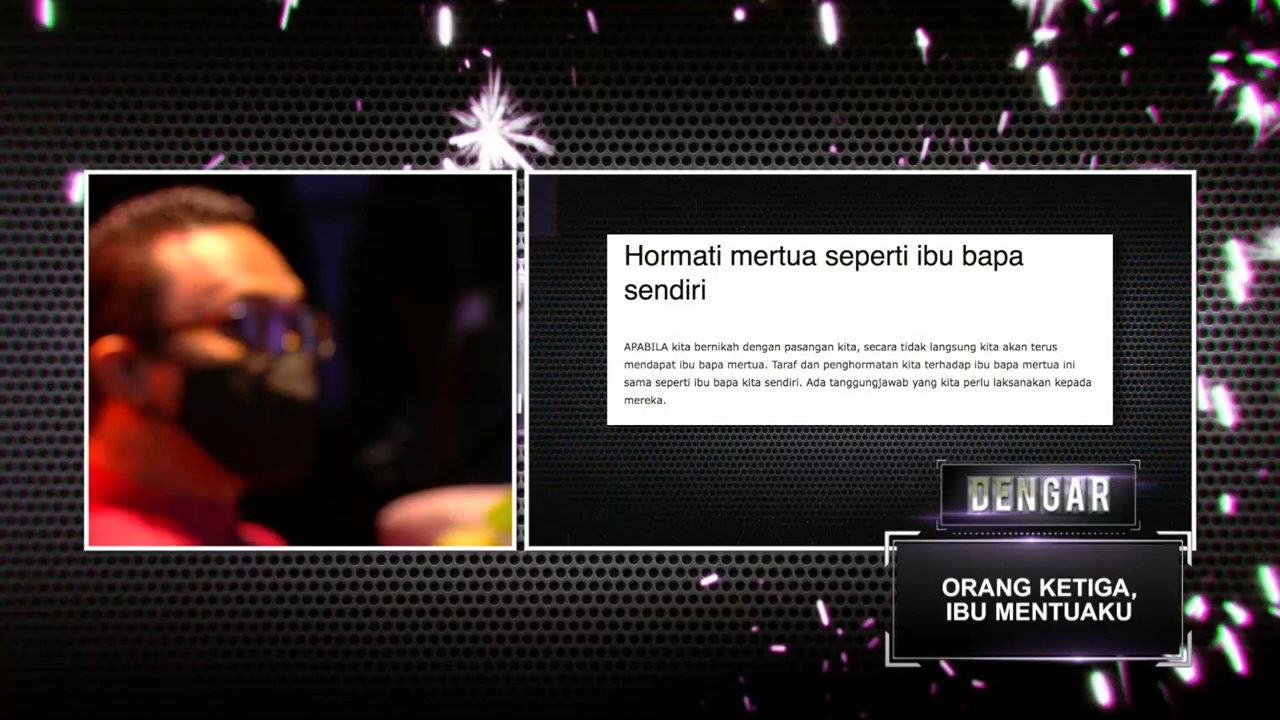 Hormati mertua seperti ibu bapa
sendiri
APABILA kita bernikah dengan pasangan kita, secara tidak langsung kita akan terus
mendapat ibu bapa mertua. Taraf dan penghormatan kita terhadap ibu bapa mertua ini
sama seperti ibu bapa kita sendiri. Ada tanggungjawab yang kita perlu laksanakan kepada
mereka.
DENGAR
ORANG KETIGA,
IBU MENTUAKU